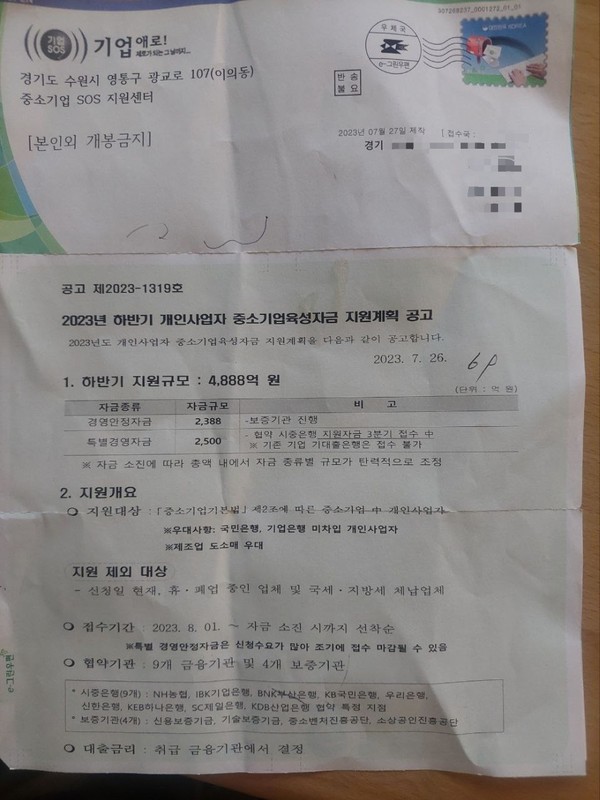 307268037_0001272_01_01
기업 SOS
기업애로!
새로가 되는 그날까지...
경기도 수원시 영통구 광교로 107(이의동)
중소기업 SOS 지원센터
[본인외 개봉금지]
우체국
e-그린우편
대한민국 KOREA
반송
불요
2023년 07월 27일 제작 | 접수국 :
경기
공고 제2023-1319호
2023년 하반기 개인사업자 중소기업육성자금 지원계획 공고
2023년도 개인사업자 중소기업육성자금 지원계획을 다음과 같이 공고합니다.
2023. 7. 26.
1. 하반기 지원규모 : 4,888억 원
(단위 : 억 원)
자금종류 자금규모 비 고
경영안정자금 2,388 -보증기관 진행
특별경영자금 2,500 - 협약 시중은행 지원자금 3분기 접수 中
※ 기존 기업 기대출은행은 접수 불가
※ 자금 소진에 따라 총액 내에서 자금 종류별 규모가 탄력적으로 조정
2. 지원개요
❍ 지원대상 : 「중소기업기본법」 제2조에 따른 중소기업 中 개인사업자
※우대사항: 국민은행, 기업은행 미차입 개인사업자
※제조업 도소매 우대
지원 제외 대상
- 신청일 현재, 휴·폐업 중인 업체 및 국세·지방세 체납업체
❍ 접수기간 : 2023. 8. 01. ~ 자금 소진 시까지 선착순
※특별 경영안정자금은 신청수요가 많아 조기에 접수 마감될 수 있음
❍ 협약기관 : 9개 금융기관 및 4개 보증기관
* 시중은행(9개) : NH농협, IBK기업은행, BNK부산은행, KB국민은행, 우리은행,
신한은행, KEB하나은행, SC제일은행, KDB산업은행 협약 특정 지점
* 보증기관(4개) : 신용보증기금, 기술보증기금, 중소벤처진흥공단, 소상공인진흥공단
❍ 대출금리 : 취급 금융기관에서 결정
e-그린우편